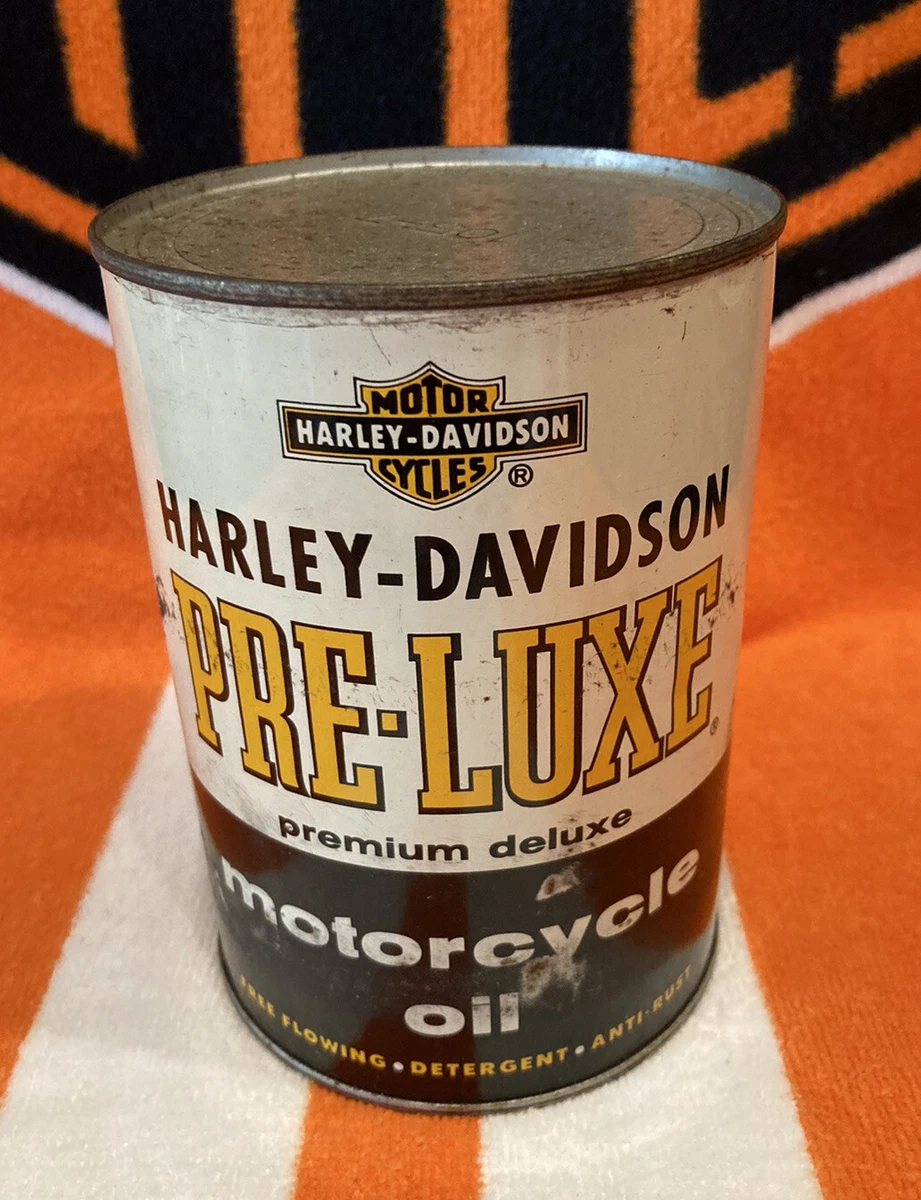 MOTOR
HARLEY-DAVIDSON
CYCLES ®
HARLEY-DAVIDSON
PRE·LUXE ®
premium deluxe
motorcycle
oil
FREE FLOWING • DETERGENT • ANTI-RUST